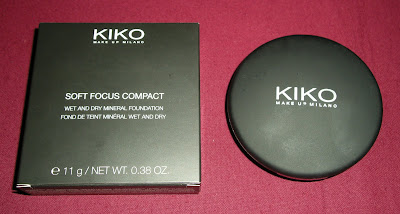 KIKO
MAKE UP MILANO
SOFT FOCUS COMPACT
WET AND DRY MINERAL FOUNDATION
FOND DE TEINT MINÉRAL WET AND DRY
℮ 11 g / NET WT. 0.38 OZ.
KIKO
MAKE UP MILANO